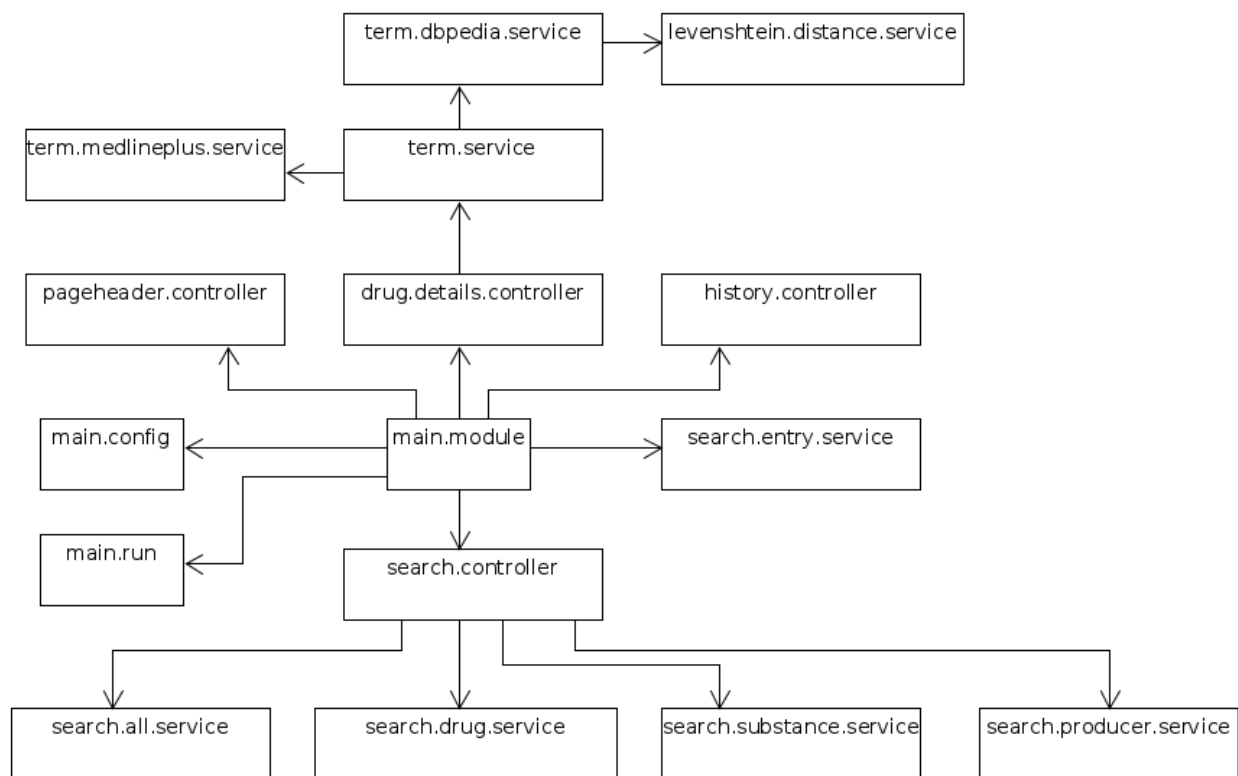 term.dbpedia.service
levenshtein.distance.service
term.medlineplus.service
term.service
pageheader.controller
drug.details.controller
history.controller
main.config
main.module
search.entry.service
main.run
search.controller
search.all.service
search.drug.service
search.substance.service
search.producer.service